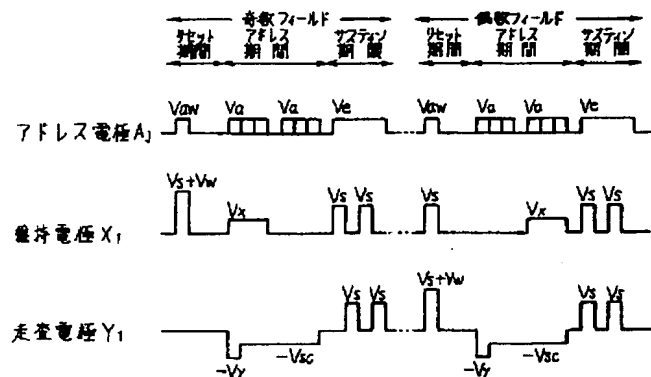 奇数フィールド 偶数フィールド
リセット期間 アドレス期間 サスティン期間 リセット期間 アドレス期間 サスティン期間
Vaw Va Va Ve Vaw Va Va Ve
アドレス電極Aj
Vs+Vw Vx Vs Vs Vs Vx Vs Vs
維持電極X1
Vs Vs Vs+Vw Vs Vs
走査電極Y1
-Vy -Vsc -Vy -Vsc